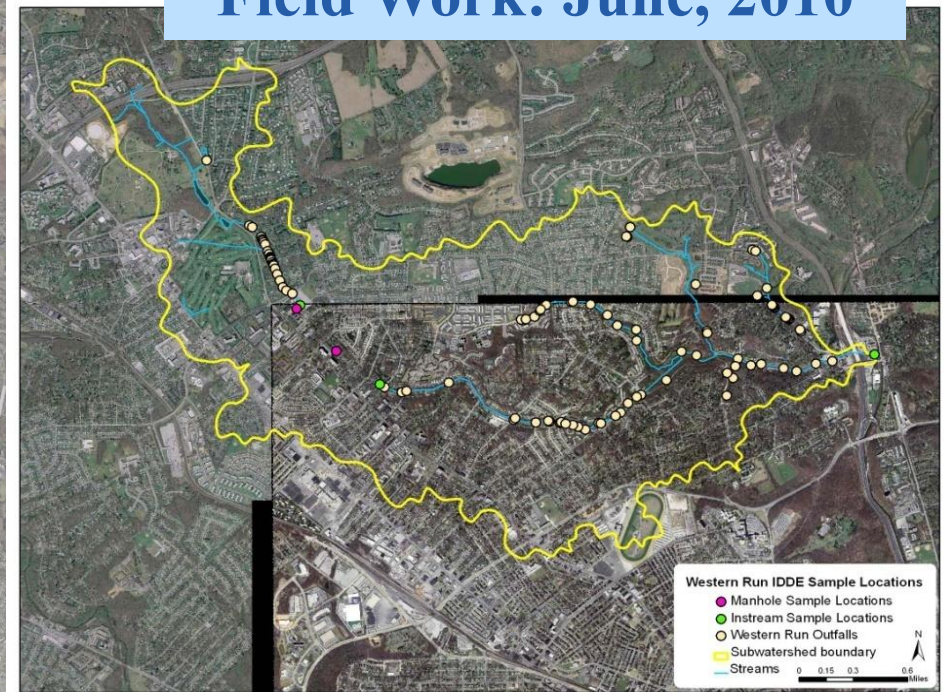 Field Work: June, 2010
Western Run IDDE Sample Locations
Manhole Sample Locations
Instream Sample Locations
Western Run Outfalls
Subwatershed boundary
Streams
N
0 0.15 0.3 0.6
Miles